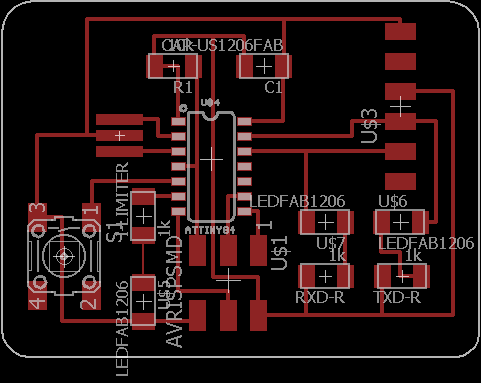 10k
CAP-US1206FAB
R1
C1
U$4
U$3
LEDFAB1206
U$6
3
1
S1
LIMITER
1k
ATTINY84
1
U$1
U$7
LEDFAB1206
1k
1k
4
2
LEDFAB1206
U$5
AVRISPSMD
RXD-R
TXD-R